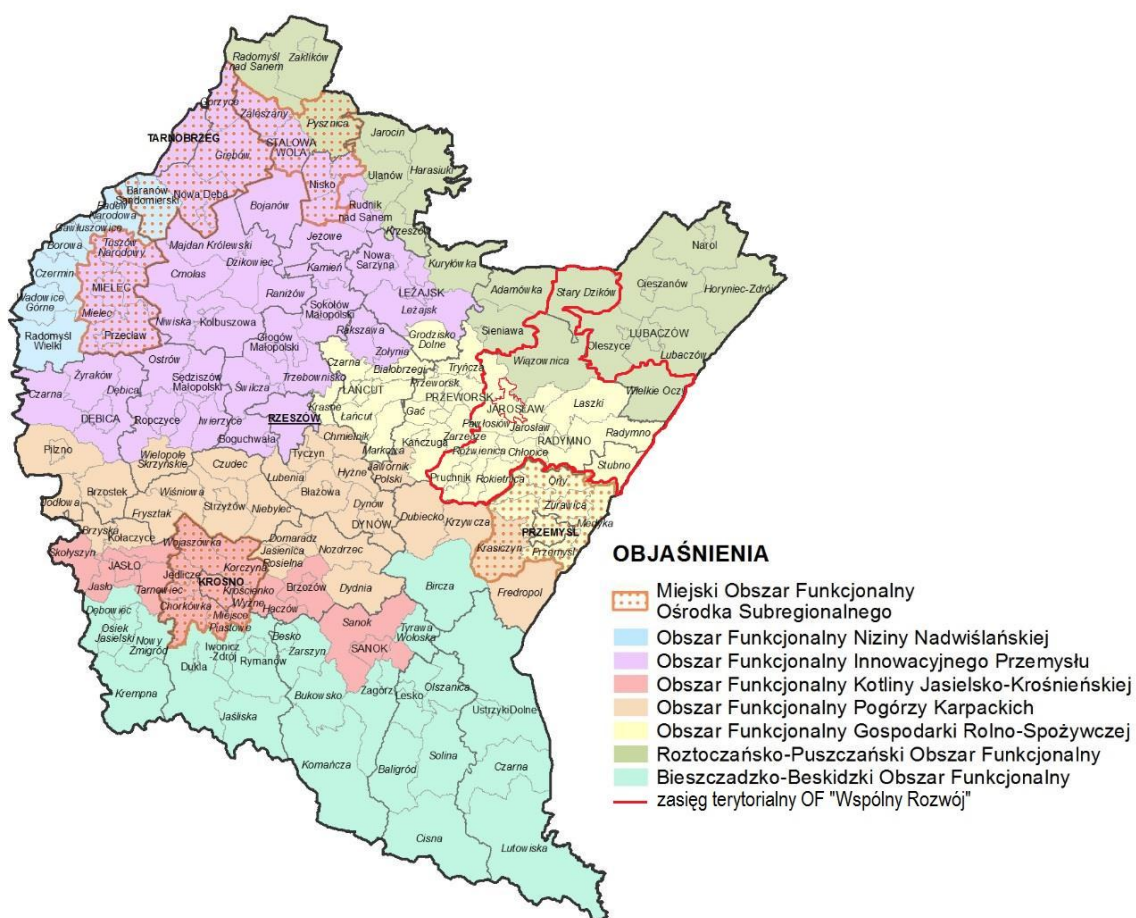 Radomyśl
nad Sanem
Zaklików
Gorzyce
Zaleszany
Pysznica
TARNOBRZEG
STALOWA
WOLA
Jarocin
Grębów
Ulanów
Harasiuki
Nisko
Baranów
Sandomierski
Nowa Dęba
Rudnik
nad Sanem
Padew
Narodowa
Bojanów
Gawłuszowice
Krzeszów
Narol
Borowa
Tuszów
Narodowy
Majdan Królewski
Jeżowe
Dzikowiec
Kamień
Nowa
Sarzyna
Kuryłówka
Cieszanów
Horyniec-Zdrój
Czermin
Cmolas
Adamówka
Stary Dzików
MIELEC
Raniżów
LEŻAJSK
Wadowice
Górne
Sokołów
Małopolski
Leżajsk
Mielec
Niwiska
Kolbuszowa
Sieniawa
Oleszyce
LUBACZÓW
Radomyśl
Wielki
Przecław
Głogów
Małopolski
Rakszawa
Grodzisko
Dolne
Lubaczów
Żołynia
Wiązownica
Ostrów
Czarna
Tryńcza
Żyraków
Sędziszów
Małopolski
Świlcza
Trzebownisko
Białobrzegi
Wielkie Oczy
Czarna
Dębica
Przeworsk
ŁAŃCUT
PRZEWORSK
Laszki
Krasne
JAROSŁAW
DĘBICA
Ropczyce
Iwierzyce
RZESZÓW
Łańcut
Gać
Pawłosiów
Jarosław
Radymno
Boguchwała
Chmielnik
Kańczuga
Zarzecze
RADYMNO
Pilzno
Wielopole
Skrzyńskie
Czudec
Tyczyn
Markowa
Roźwienica
Chłopice
Stubno
Lubenia
Hyżne
Jawornik
Polski
Pruchnik
Rokietnica
Orły
Brzostek
Wiśniowa
Błażowa
Żurawica
Jodłowa
Strzyżów
Niebylec
Dynów
Dubiecko
Krzywcza
Medyka
Frysztak
DYNÓW
PRZEMYŚL
Brzyska
Kołaczyce
Wojaszówka
Domaradz
Jasienica
Rosielna
Nozdrzec
Krasiczyn
Przemyśl
Skołyszyn
JASŁO
Jedlicze
Korczyna
KROSNO
Bircza
Fredropol
Jasło
Tarnowiec
Krościenko
Wyżne
Brzozów
Dydnia
Chorkówka
Haczów
Dębowiec
Miejsce
Piastowe
Sanok
Tyrawa
Wołoska
Osiek
Jasielski
Nowy
Żmigród
Iwonicz
-Zdrój
Besko
Zarszyn
SANOK
Dukla
Rymanów
Krempna
Bukowsko
Zagórz
Lesko
Olszanica
Ustrzyki Dolne
Jaśliska
Komańcza
Baligród
Solina
Czarna
Cisna
Lutowiska
OBJAŚNIENIA
Miejski Obszar Funkcjonalny
Ośrodka Subregionalnego
Obszar Funkcjonalny Niziny Nadwiślańskiej
Obszar Funkcjonalny Innowacyjnego Przemysłu
Obszar Funkcjonalny Kotliny Jasielsko-Krośnieńskiej
Obszar Funkcjonalny Pogórzy Karpackich
Obszar Funkcjonalny Gospodarki Rolno-Spożywczej
Roztoczańsko-Puszczański Obszar Funkcjonalny
Bieszczadzko-Beskidzki Obszar Funkcjonalny
zasięg terytorialny OF "Wspólny Rozwój"